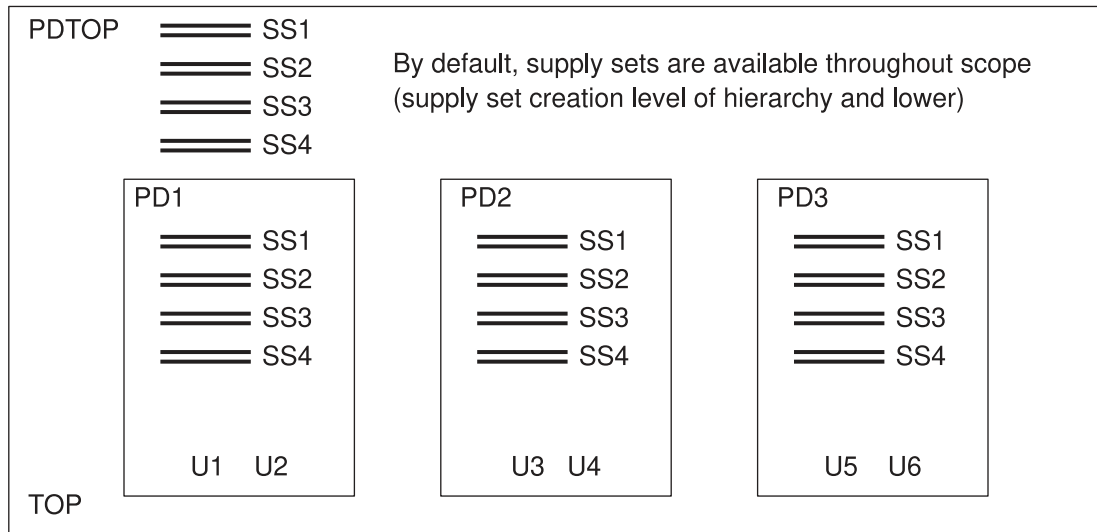 PDTOP
SS1
SS2
SS3
SS4
By default, supply sets are available throughout scope
(supply set creation level of hierarchy and lower)
PD1
SS1
SS2
SS3
SS4
U1 U2
PD2
SS1
SS2
SS3
SS4
U3 U4
PD3
SS1
SS2
SS3
SS4
U5 U6
TOP